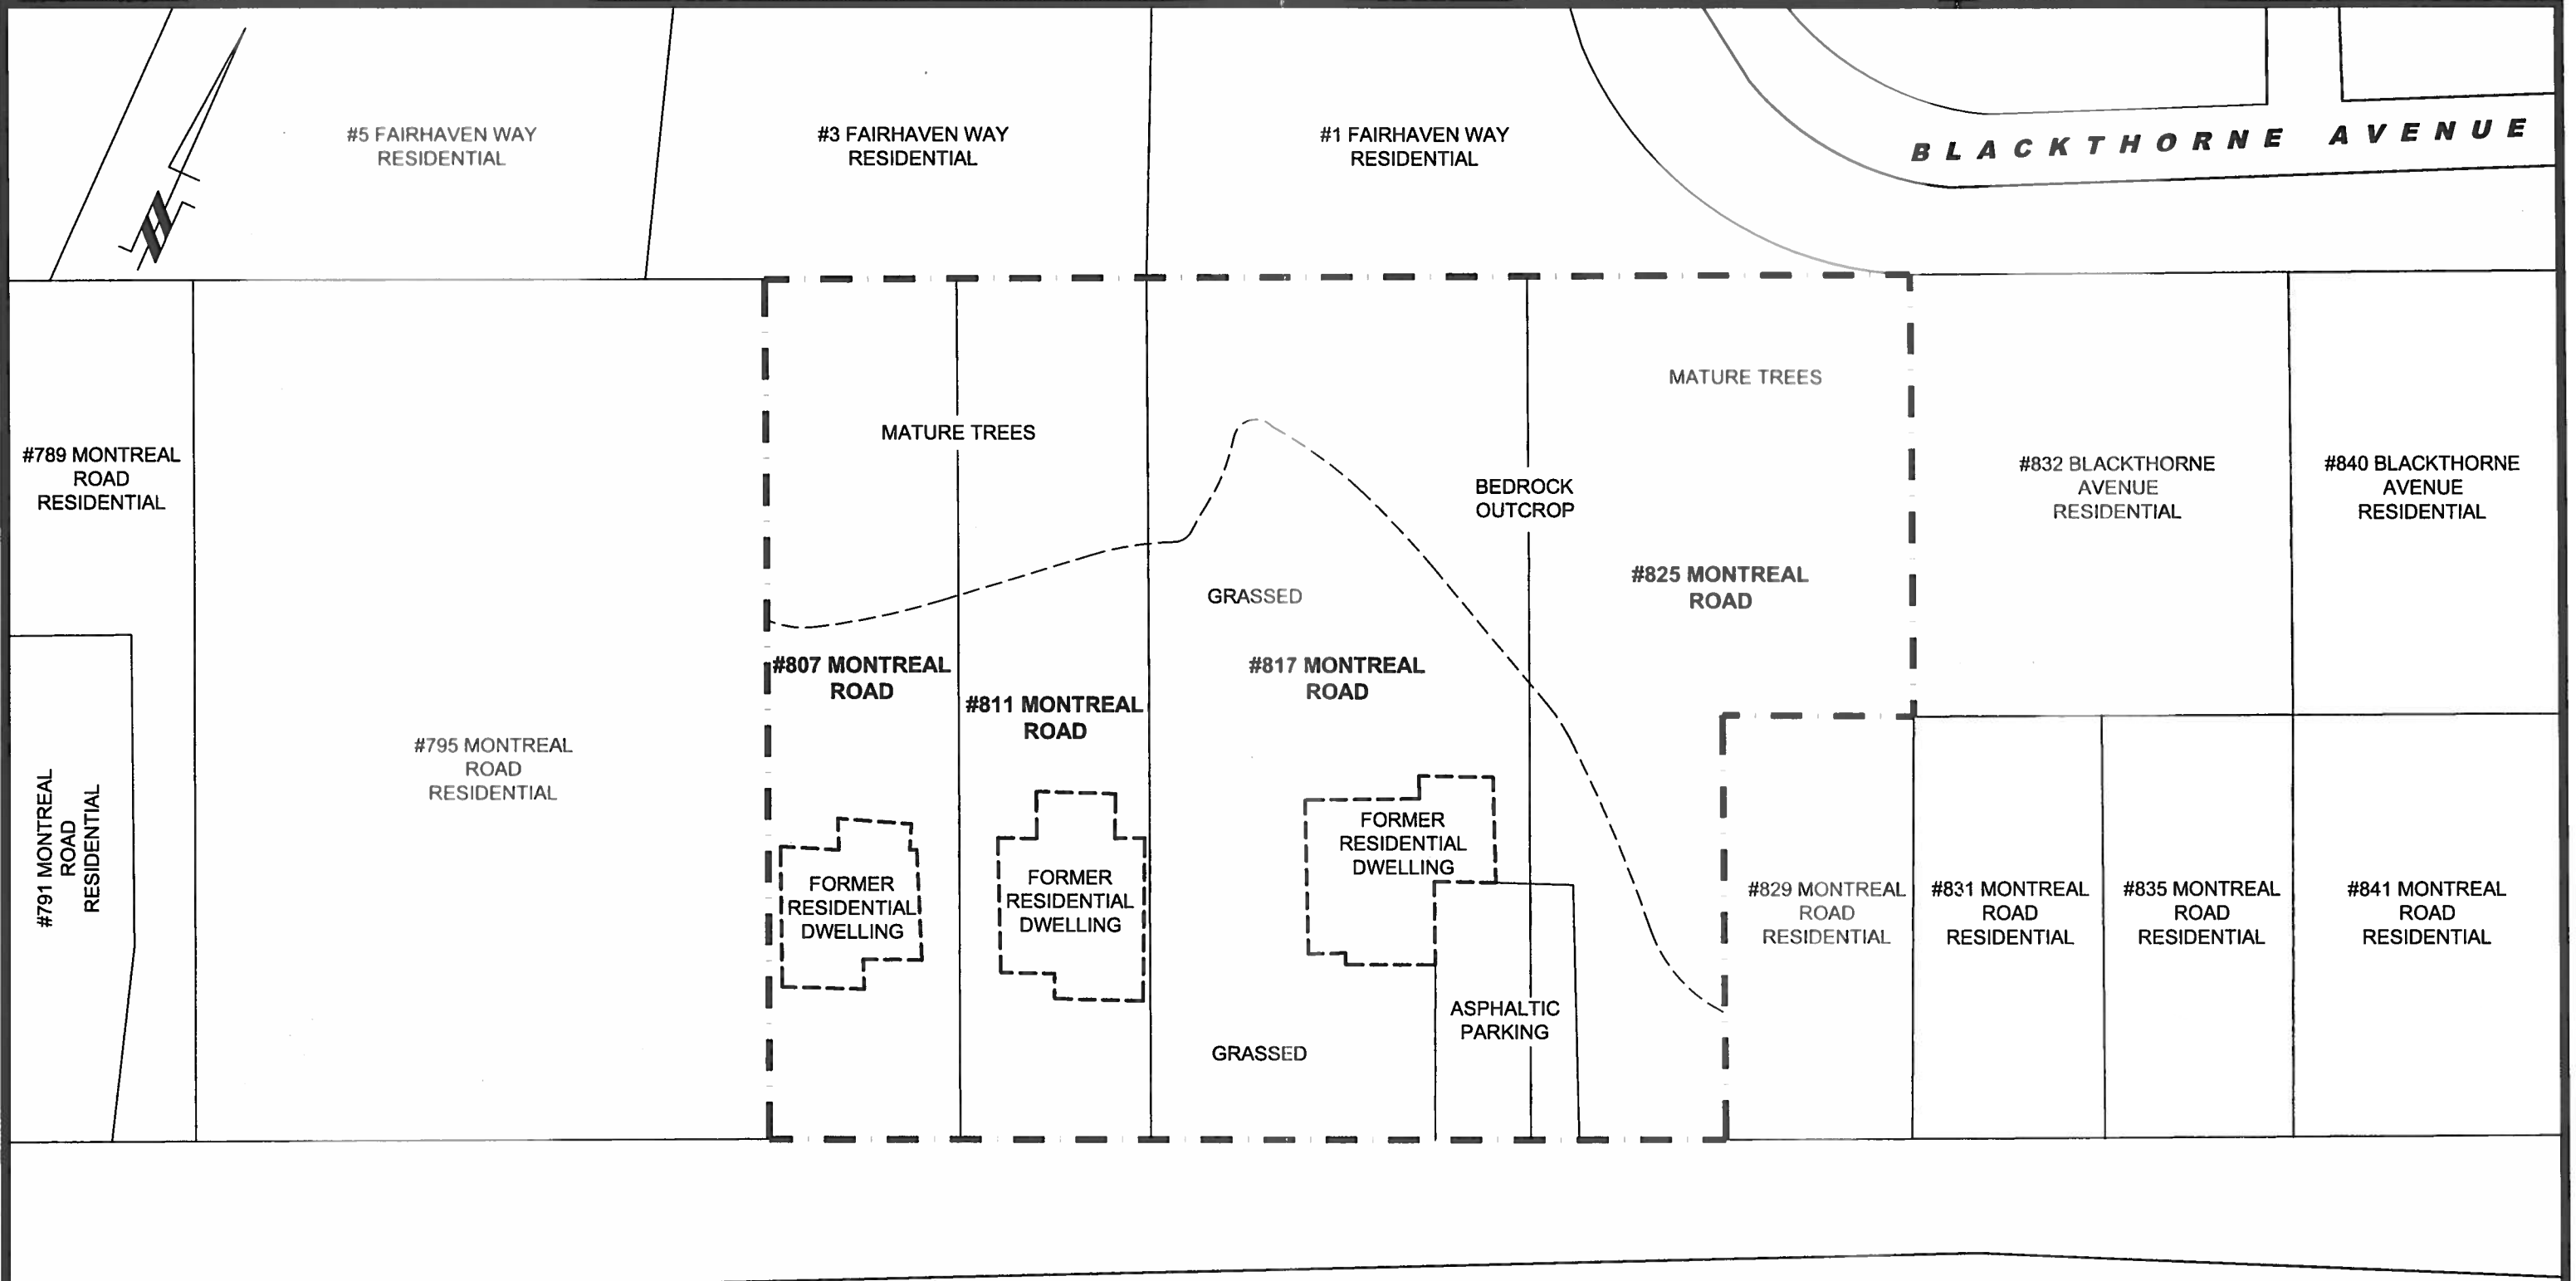 #5 FAIRHAVEN WAY
RESIDENTIAL
#3 FAIRHAVEN WAY
RESIDENTIAL
#1 FAIRHAVEN WAY
RESIDENTIAL
BLACKTHORNE AVENUE
#789 MONTREAL
ROAD
RESIDENTIAL
#791 MONTREAL
ROAD
RESIDENTIAL
#795 MONTREAL
ROAD
RESIDENTIAL
MATURE TREES
#807 MONTREAL
ROAD
FORMER
RESIDENTIAL
DWELLING
#811 MONTREAL
ROAD
FORMER
RESIDENTIAL
DWELLING
GRASSED
#817 MONTREAL
ROAD
FORMER
RESIDENTIAL
DWELLING
GRASSED
BEDROCK
OUTCROP
ASPHALTIC
PARKING
MATURE TREES
#825 MONTREAL
ROAD
#832 BLACKTHORNE
AVENUE
RESIDENTIAL
#840 BLACKTHORNE
AVENUE
RESIDENTIAL
#829 MONTREAL
ROAD
RESIDENTIAL
#831 MONTREAL
ROAD
RESIDENTIAL
#835 MONTREAL
ROAD
RESIDENTIAL
#841 MONTREAL
ROAD
RESIDENTIAL